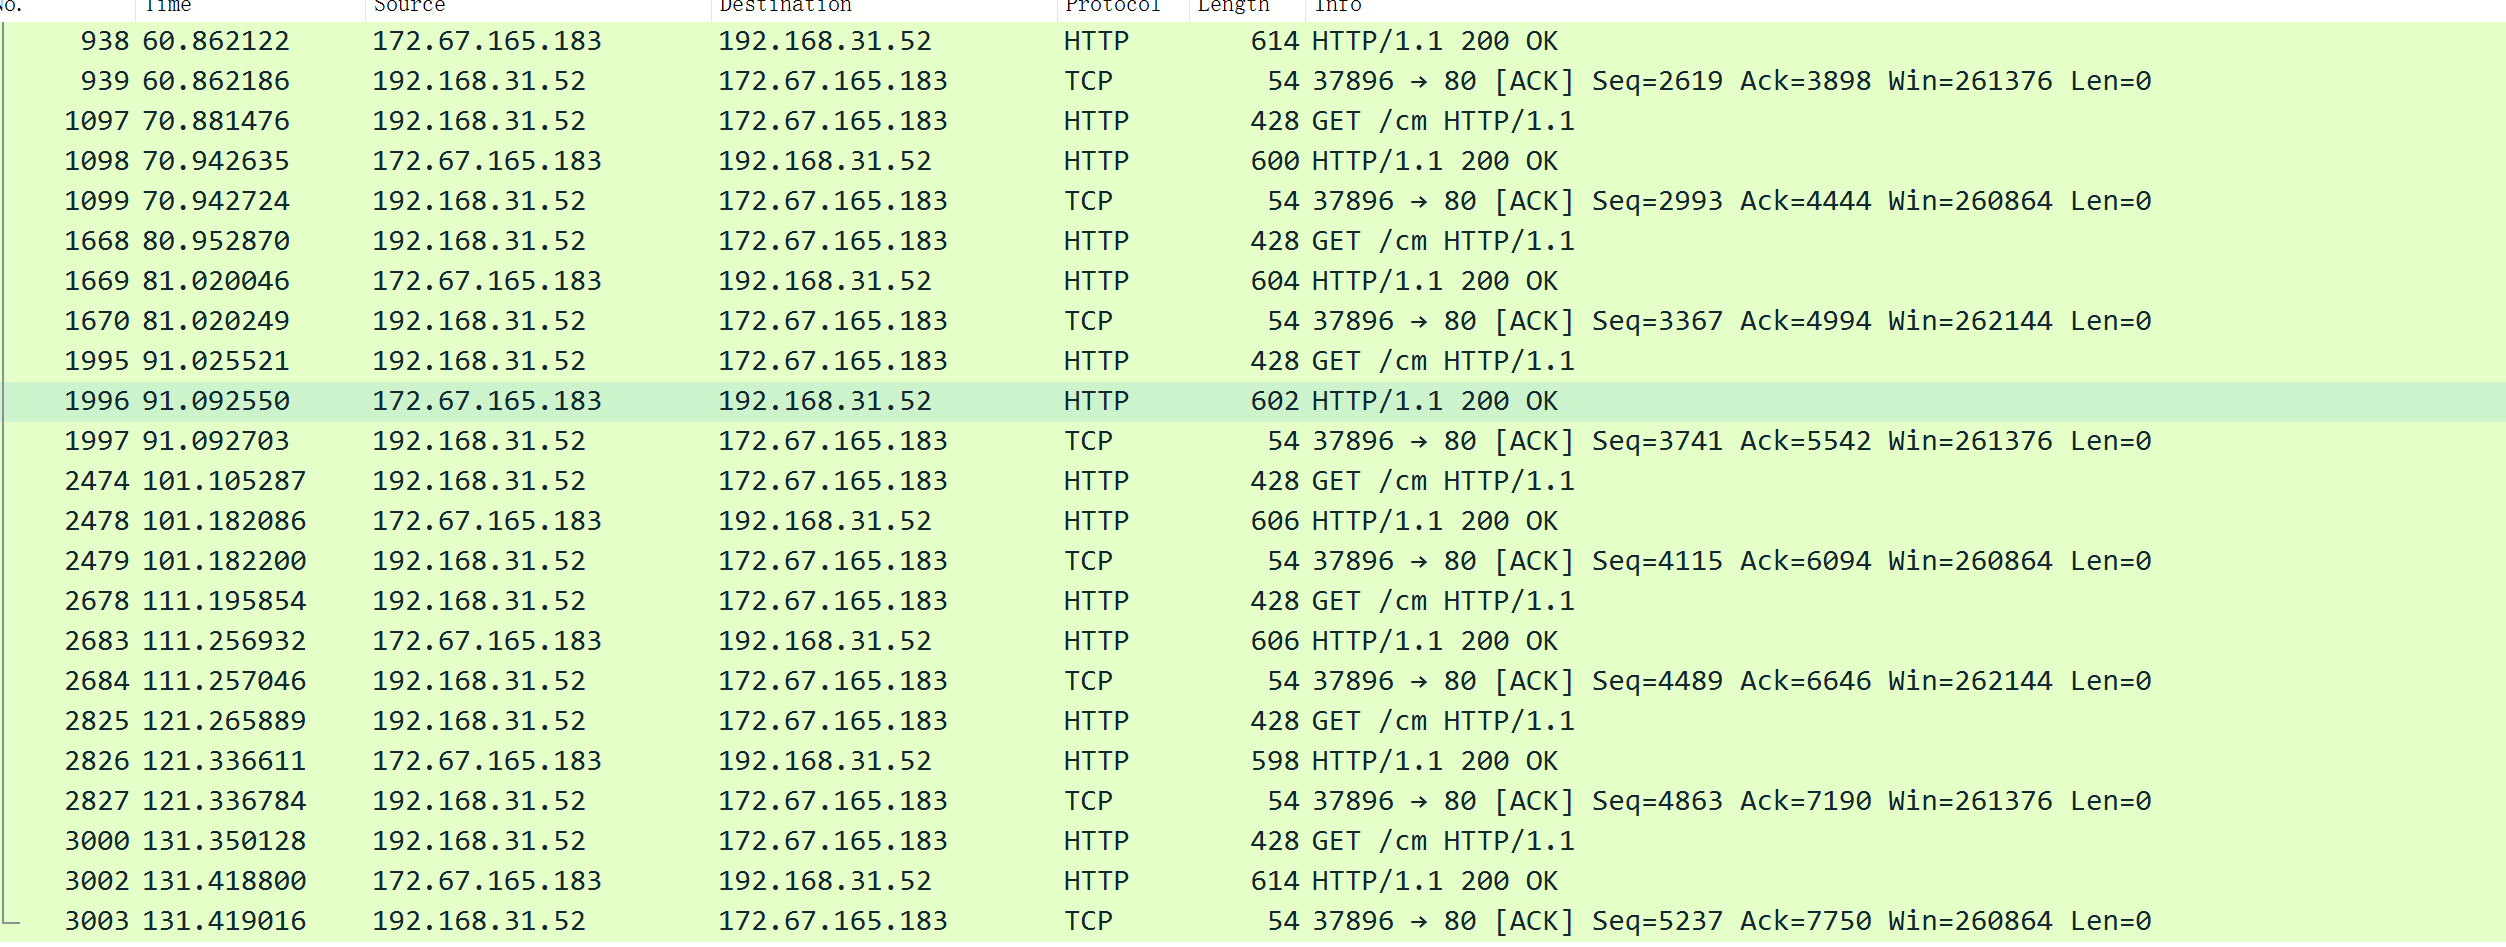 No. Time Source Destination Protocol Length Info
938 60.862122 172.67.165.183 192.168.31.52 HTTP 614 HTTP/1.1 200 OK
939 60.862186 192.168.31.52 172.67.165.183 TCP 54 37896 → 80 [ACK] Seq=2619 Ack=3898 Win=261376 Len=0
1097 70.881476 192.168.31.52 172.67.165.183 HTTP 428 GET /cm HTTP/1.1
1098 70.942635 172.67.165.183 192.168.31.52 HTTP 600 HTTP/1.1 200 OK
1099 70.942724 192.168.31.52 172.67.165.183 TCP 54 37896 → 80 [ACK] Seq=2993 Ack=4444 Win=260864 Len=0
1668 80.952870 192.168.31.52 172.67.165.183 HTTP 428 GET /cm HTTP/1.1
1669 81.020046 172.67.165.183 192.168.31.52 HTTP 604 HTTP/1.1 200 OK
1670 81.020249 192.168.31.52 172.67.165.183 TCP 54 37896 → 80 [ACK] Seq=3367 Ack=4994 Win=262144 Len=0
1995 91.025521 192.168.31.52 172.67.165.183 HTTP 428 GET /cm HTTP/1.1
1996 91.092550 172.67.165.183 192.168.31.52 HTTP 602 HTTP/1.1 200 OK
1997 91.092703 192.168.31.52 172.67.165.183 TCP 54 37896 → 80 [ACK] Seq=3741 Ack=5542 Win=261376 Len=0
2474 101.105287 192.168.31.52 172.67.165.183 HTTP 428 GET /cm HTTP/1.1
2478 101.182086 172.67.165.183 192.168.31.52 HTTP 606 HTTP/1.1 200 OK
2479 101.182200 192.168.31.52 172.67.165.183 TCP 54 37896 → 80 [ACK] Seq=4115 Ack=6094 Win=260864 Len=0
2678 111.195854 192.168.31.52 172.67.165.183 HTTP 428 GET /cm HTTP/1.1
2683 111.256932 172.67.165.183 192.168.31.52 HTTP 606 HTTP/1.1 200 OK
2684 111.257046 192.168.31.52 172.67.165.183 TCP 54 37896 → 80 [ACK] Seq=4489 Ack=6646 Win=262144 Len=0
2825 121.265889 192.168.31.52 172.67.165.183 HTTP 428 GET /cm HTTP/1.1
2826 121.336611 172.67.165.183 192.168.31.52 HTTP 598 HTTP/1.1 200 OK
2827 121.336784 192.168.31.52 172.67.165.183 TCP 54 37896 → 80 [ACK] Seq=4863 Ack=7190 Win=261376 Len=0
3000 131.350128 192.168.31.52 172.67.165.183 HTTP 428 GET /cm HTTP/1.1
3002 131.418800 172.67.165.183 192.168.31.52 HTTP 614 HTTP/1.1 200 OK
3003 131.419016 192.168.31.52 172.67.165.183 TCP 54 37896 → 80 [ACK] Seq=5237 Ack=7750 Win=260864 Len=0